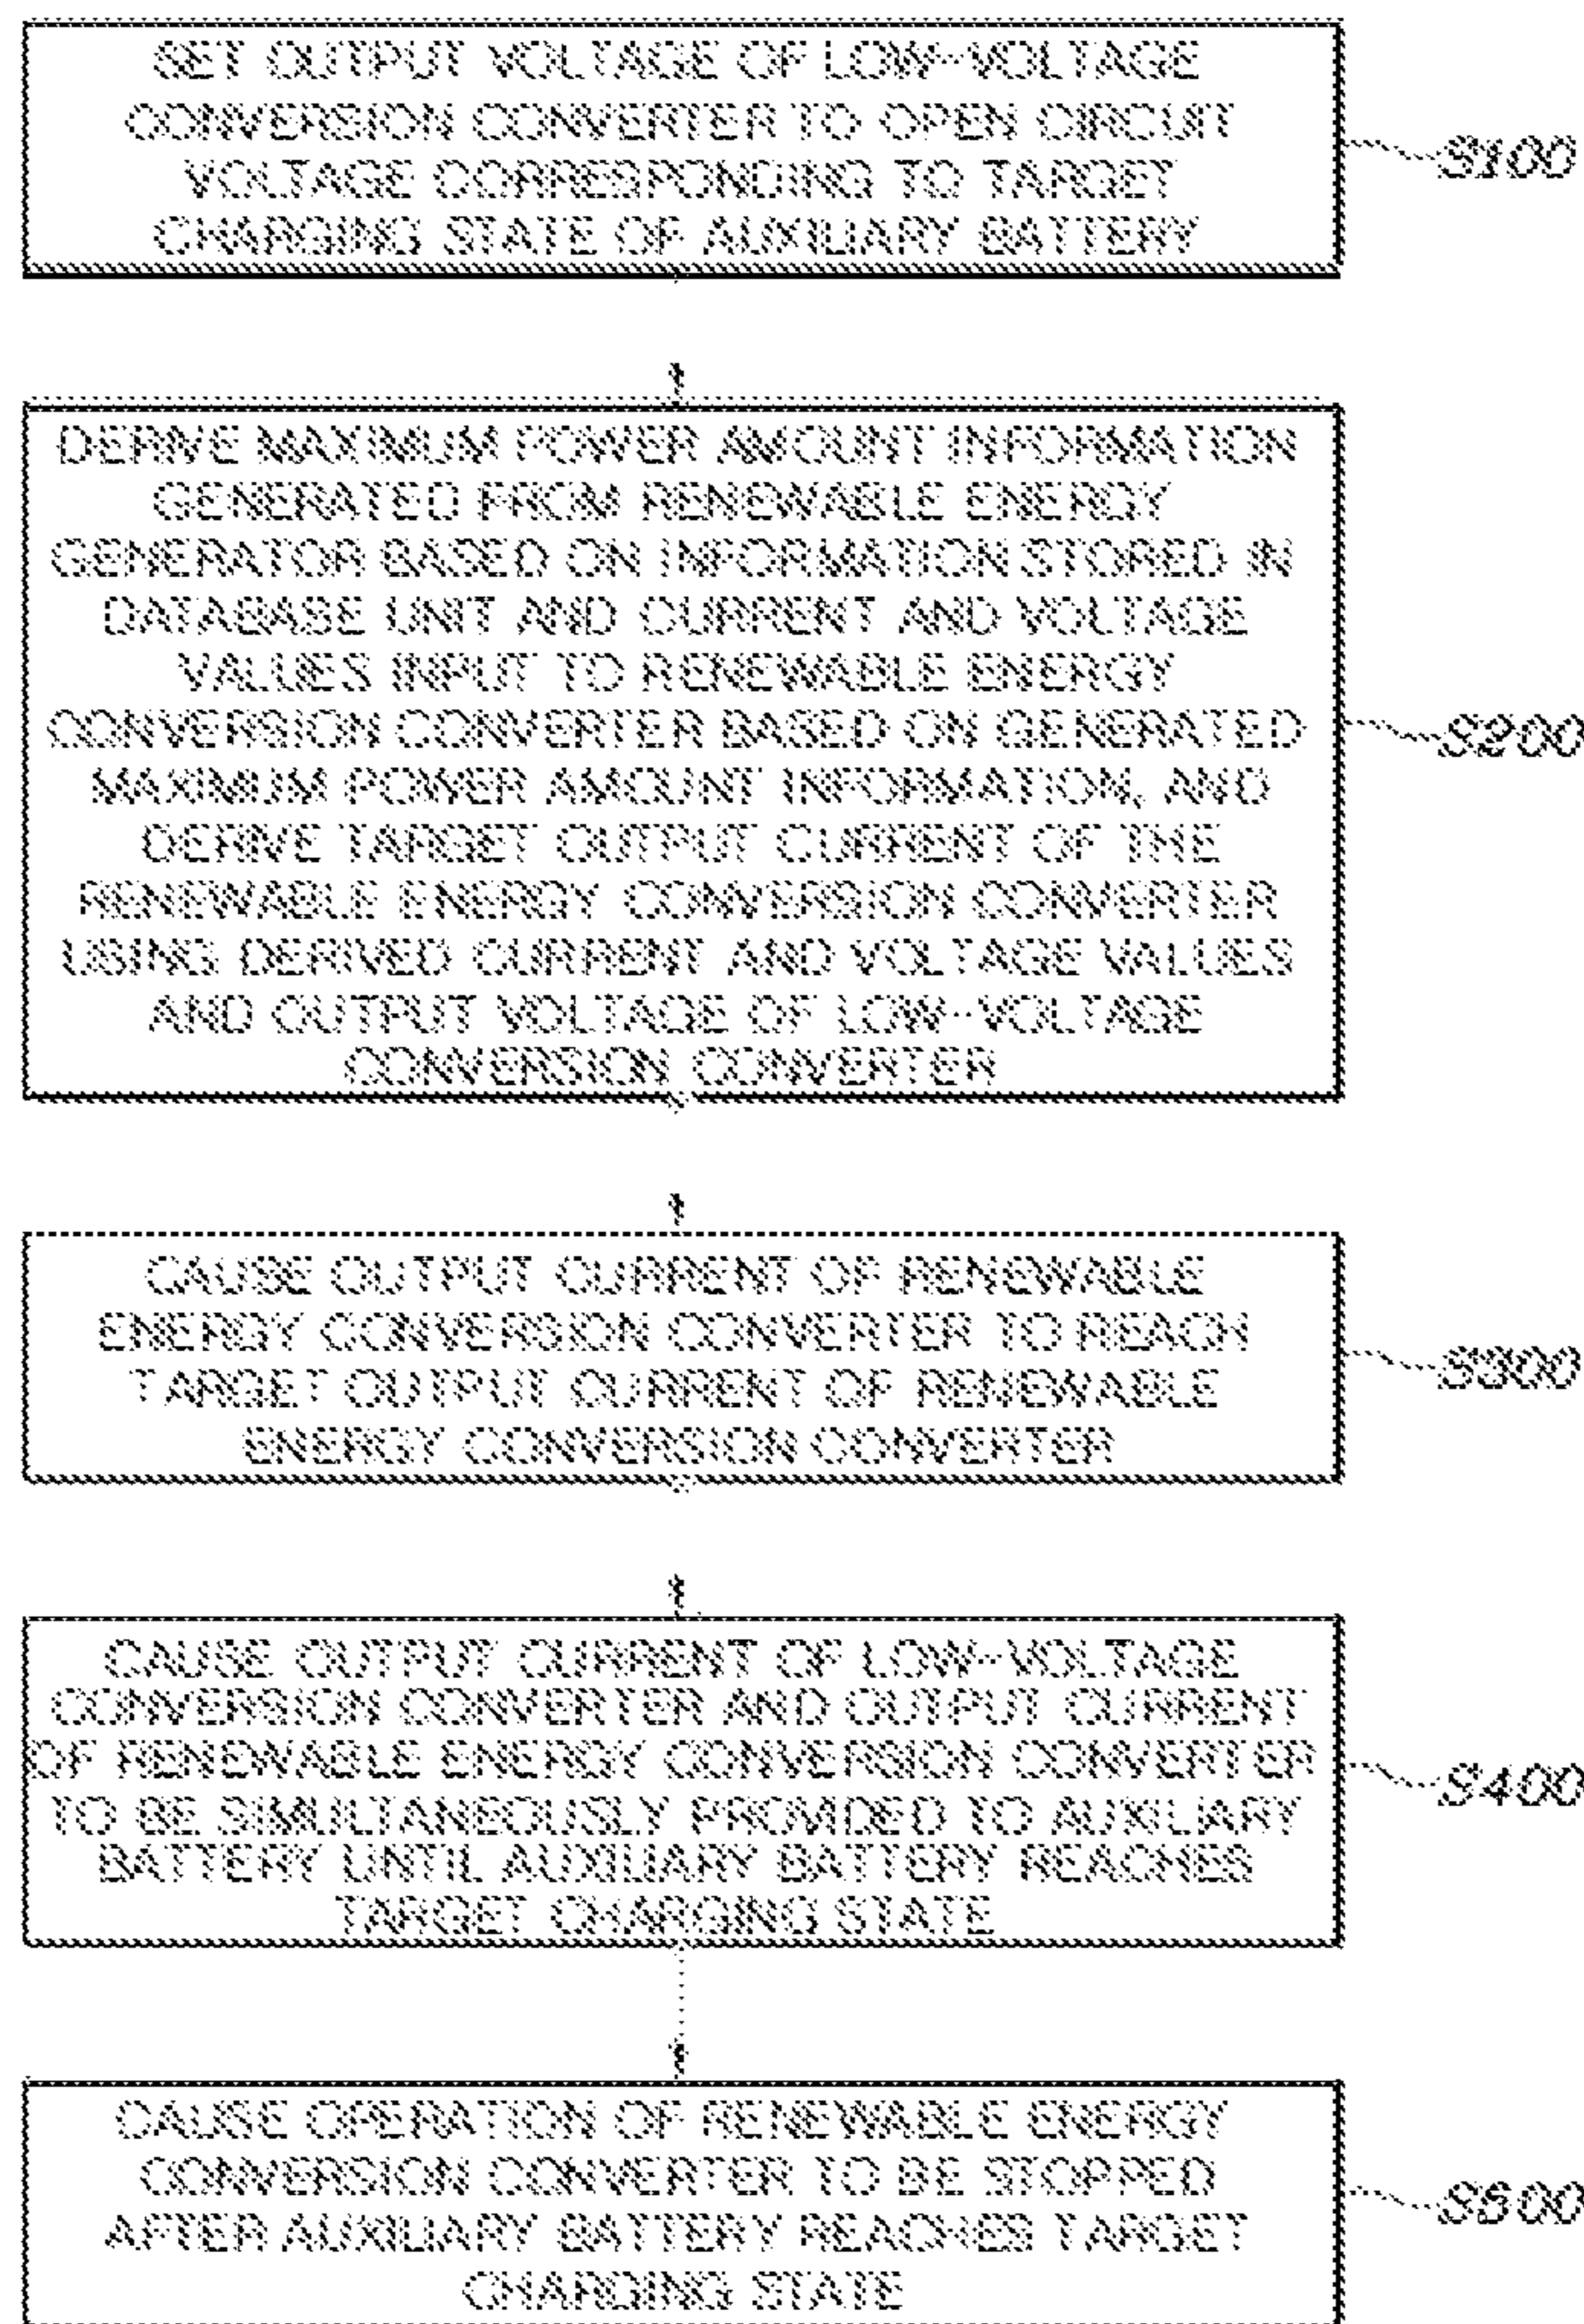 SET OUTPUT VOLTAGE OF LOW-VOLTAGE
CONVERSION CONVERTER TO OPEN CIRCUIT
VOLTAGE CORRESPONDING TO TARGET
CHARGING STATE OF AUXILIARY BATTERY
S100
DERIVE MAXIMUM POWER AMOUNT INFORMATION
GENERATED FROM RENEWABLE ENERGY
GENERATOR BASED ON INFORMATION STORED IN
DATABASE UNIT AND CURRENT AND VOLTAGE
VALUES INPUT TO RENEWABLE ENERGY
CONVERSION CONVERTER BASED ON GENERATED
MAXIMUM POWER AMOUNT INFORMATION, AND
DERIVE TARGET OUTPUT CURRENT OF THE
RENEWABLE ENERGY CONVERSION CONVERTER
USING DERIVED CURRENT AND VOLTAGE VALUES
AND OUTPUT VOLTAGE OF LOW-VOLTAGE
CONVERSION CONVERTER
S200
CAUSE OUTPUT CURRENT OF RENEWABLE
ENERGY CONVERSION CONVERTER TO REACH
TARGET OUTPUT CURRENT OF RENEWABLE
ENERGY CONVERSION CONVERTER
S300
CAUSE OUTPUT CURRENT OF LOW-VOLTAGE
CONVERSION CONVERTER AND OUTPUT CURRENT
OF RENEWABLE ENERGY CONVERSION CONVERTER
TO BE SIMULTANEOUSLY PROVIDED TO AUXILIARY
BATTERY UNTIL AUXILIARY BATTERY REACHES
TARGET CHARGING STATE
S400
CAUSE OPERATION OF RENEWABLE ENERGY
CONVERSION CONVERTER TO BE STOPPED
AFTER AUXILIARY BATTERY REACHES TARGET
CHARGING STATE
S500